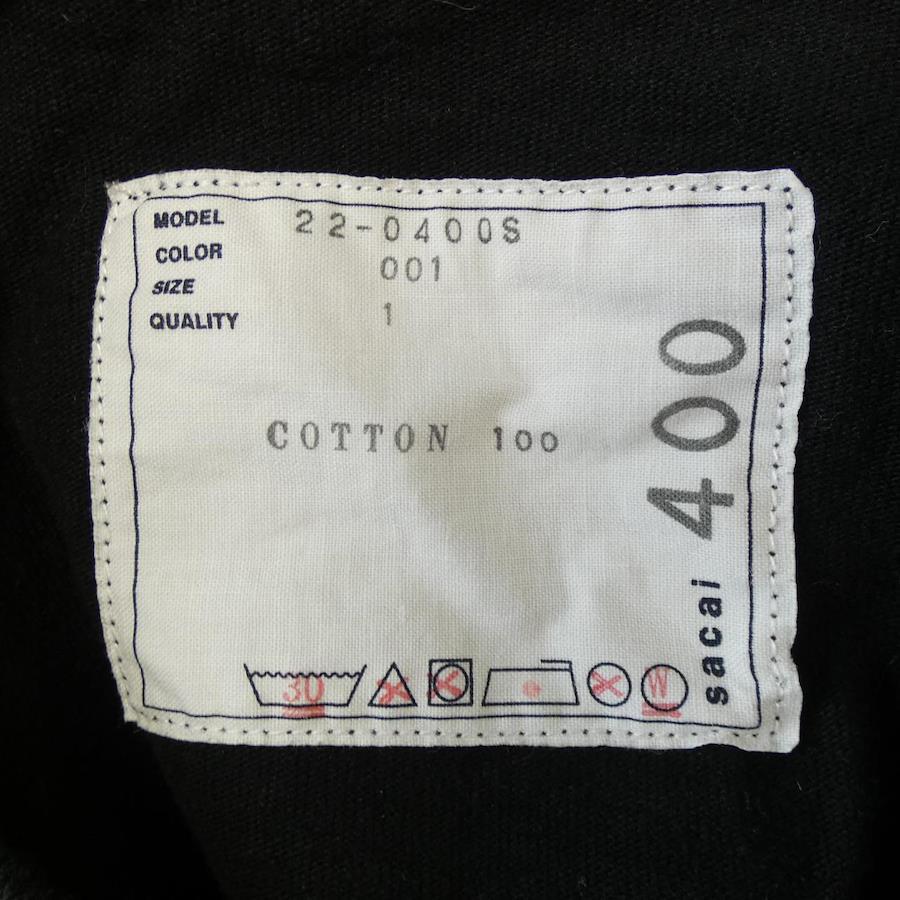 MODEL 22-0400S
COLOR 001
SIZE 1
QUALITY
COTTON 100
sacai 400
30
W